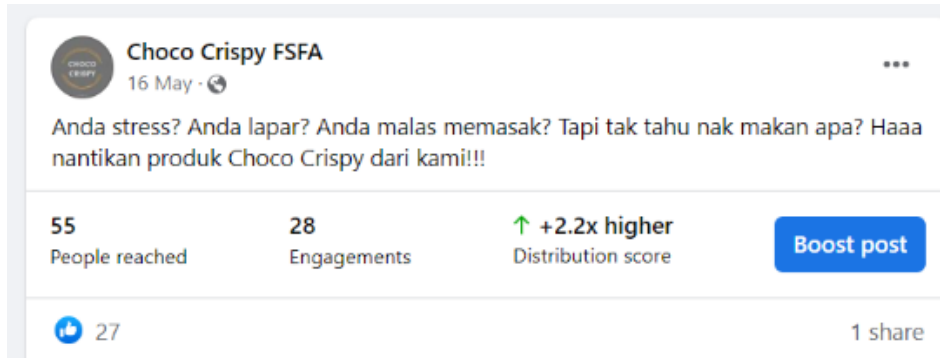 CHOCO
CRISPY
Choco Crispy FSFA
16 May ·
Anda stress? Anda lapar? Anda malas memasak? Tapi tak tahu nak makan apa? Haaa
nantikan produk Choco Crispy dari kami!!!
55
People reached
28
Engagements
↑ +2.2x higher
Distribution score
Boost post
27
1 share